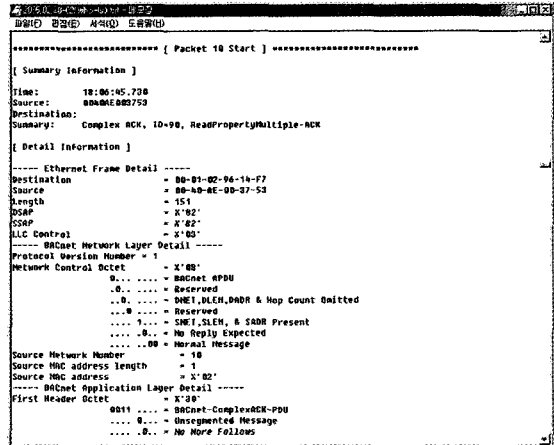 파일(F) 편집(E) 서식(O) 도움말(H)
*************************** [ Packet 10 Start ] ***************************
[ Summary Information ]
Time: 18:06:45.730
Source: 0040AE003753
Destination:
Summary: Complex ACK, ID=90, ReadPropertyMultiple-ACK
[ Detail Information ]
----- Ethernet Frame Detail -----
Destination = 00-01-02-96-14-F7
Source = 00-40-AE-00-37-53
Length = 151
DSAP = X'82'
SSAP = X'82'
LLC Control = X'03'
----- BACnet Network Layer Detail -----
Protocol Version Number = 1
Network Control Octet = X'08'
0... .... = BACnet APDU
.0.. .... = Reserved
..0. .... = DNET,DLEN,DADR & Hop Count Omitted
...0 .... = Reserved
.... 1... = SNET,SLEN, & SADR Present
.... .0.. = No Reply Expected
.... ..00 = Normal Message
Source Network Number = 10
Source MAC address length = 1
Source MAC address = X'02'
----- BACnet Application Layer Detail -----
First Header Octet = X'30'
0011 .... = BACnet-ComplexACK-PDU
.... 0... = Unsegmented Message
.... .0.. = No More Follows